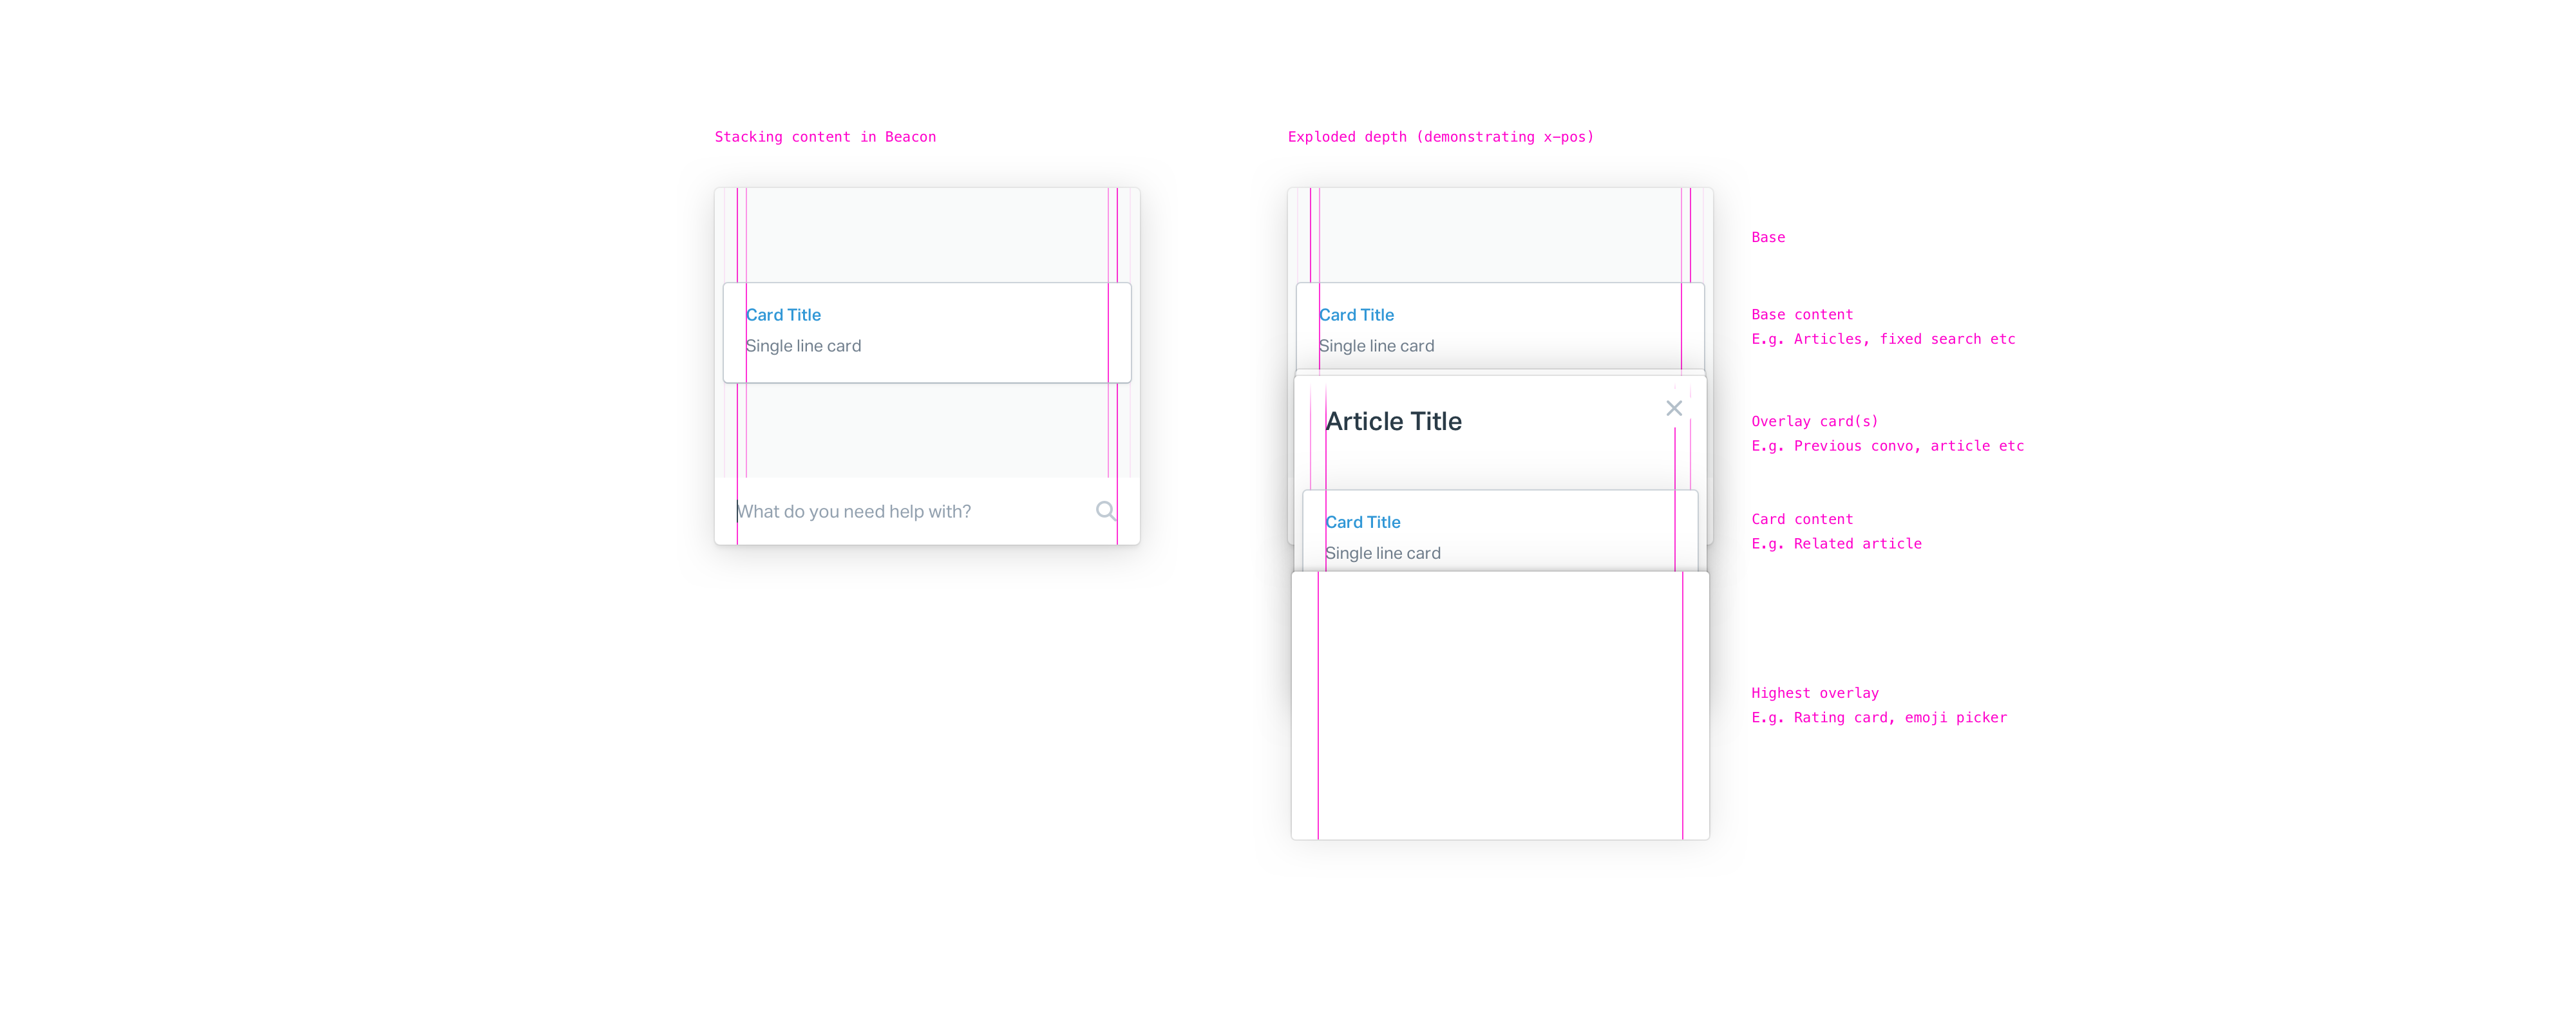 Stacking content in Beacon
Card Title
Single line card
What do you need help with?
Exploded depth (demonstrating x-pos)
Card Title
Single line card
Article Title
Card Title
Single line card
Base
Base content
E.g. Articles, fixed search etc
Overlay card(s)
E.g. Previous convo, article etc
Card content
E.g. Related article
Highest overlay
E.g. Rating card, emoji picker